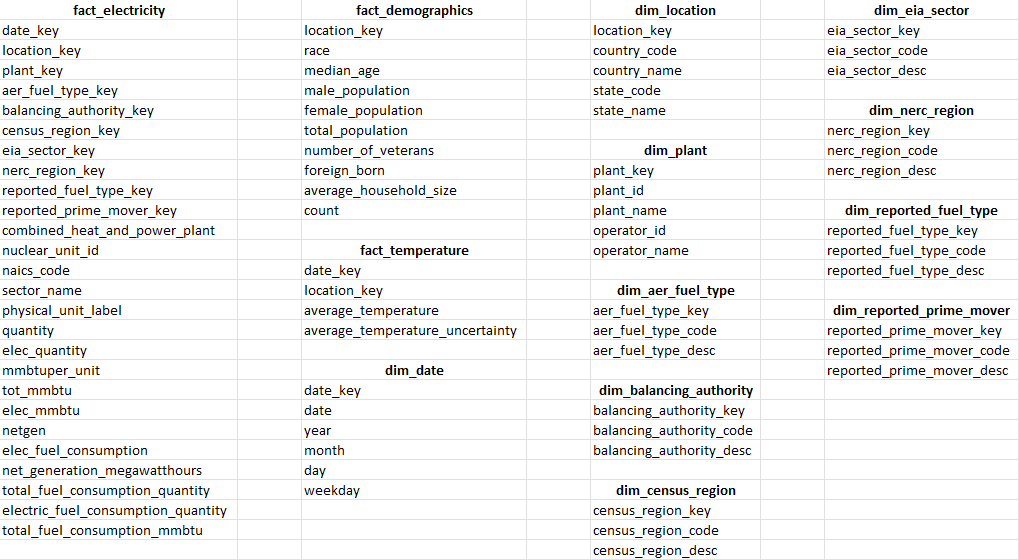 fact_electricity
date_key
location_key
plant_key
aer_fuel_type_key
balancing_authority_key
census_region_key
eia_sector_key
nerc_region_key
reported_fuel_type_key
reported_prime_mover_key
combined_heat_and_power_plant
nuclear_unit_id
naics_code
sector_name
physical_unit_label
quantity
elec_quantity
mmbtuper_unit
tot_mmbtu
elec_mmbtu
netgen
elec_fuel_consumption
net_generation_megawatthours
total_fuel_consumption_quantity
electric_fuel_consumption_quantity
total_fuel_consumption_mmbtu
fact_demographics
location_key
race
median_age
male_population
female_population
total_population
number_of_veterans
foreign_born
average_household_size
count
fact_temperature
date_key
location_key
average_temperature
average_temperature_uncertainty
dim_date
date_key
date
year
month
day
weekday
dim_location
location_key
country_code
country_name
state_code
state_name
dim_plant
plant_key
plant_id
plant_name
operator_id
operator_name
dim_aer_fuel_type
aer_fuel_type_key
aer_fuel_type_code
aer_fuel_type_desc
dim_balancing_authority
balancing_authority_key
balancing_authority_code
balancing_authority_desc
dim_census_region
census_region_key
census_region_code
census_region_desc
dim_eia_sector
eia_sector_key
eia_sector_code
eia_sector_desc
dim_nerc_region
nerc_region_key
nerc_region_code
nerc_region_desc
dim_reported_fuel_type
reported_fuel_type_key
reported_fuel_type_code
reported_fuel_type_desc
dim_reported_prime_mover
reported_prime_mover_key
reported_prime_mover_code
reported_prime_mover_desc